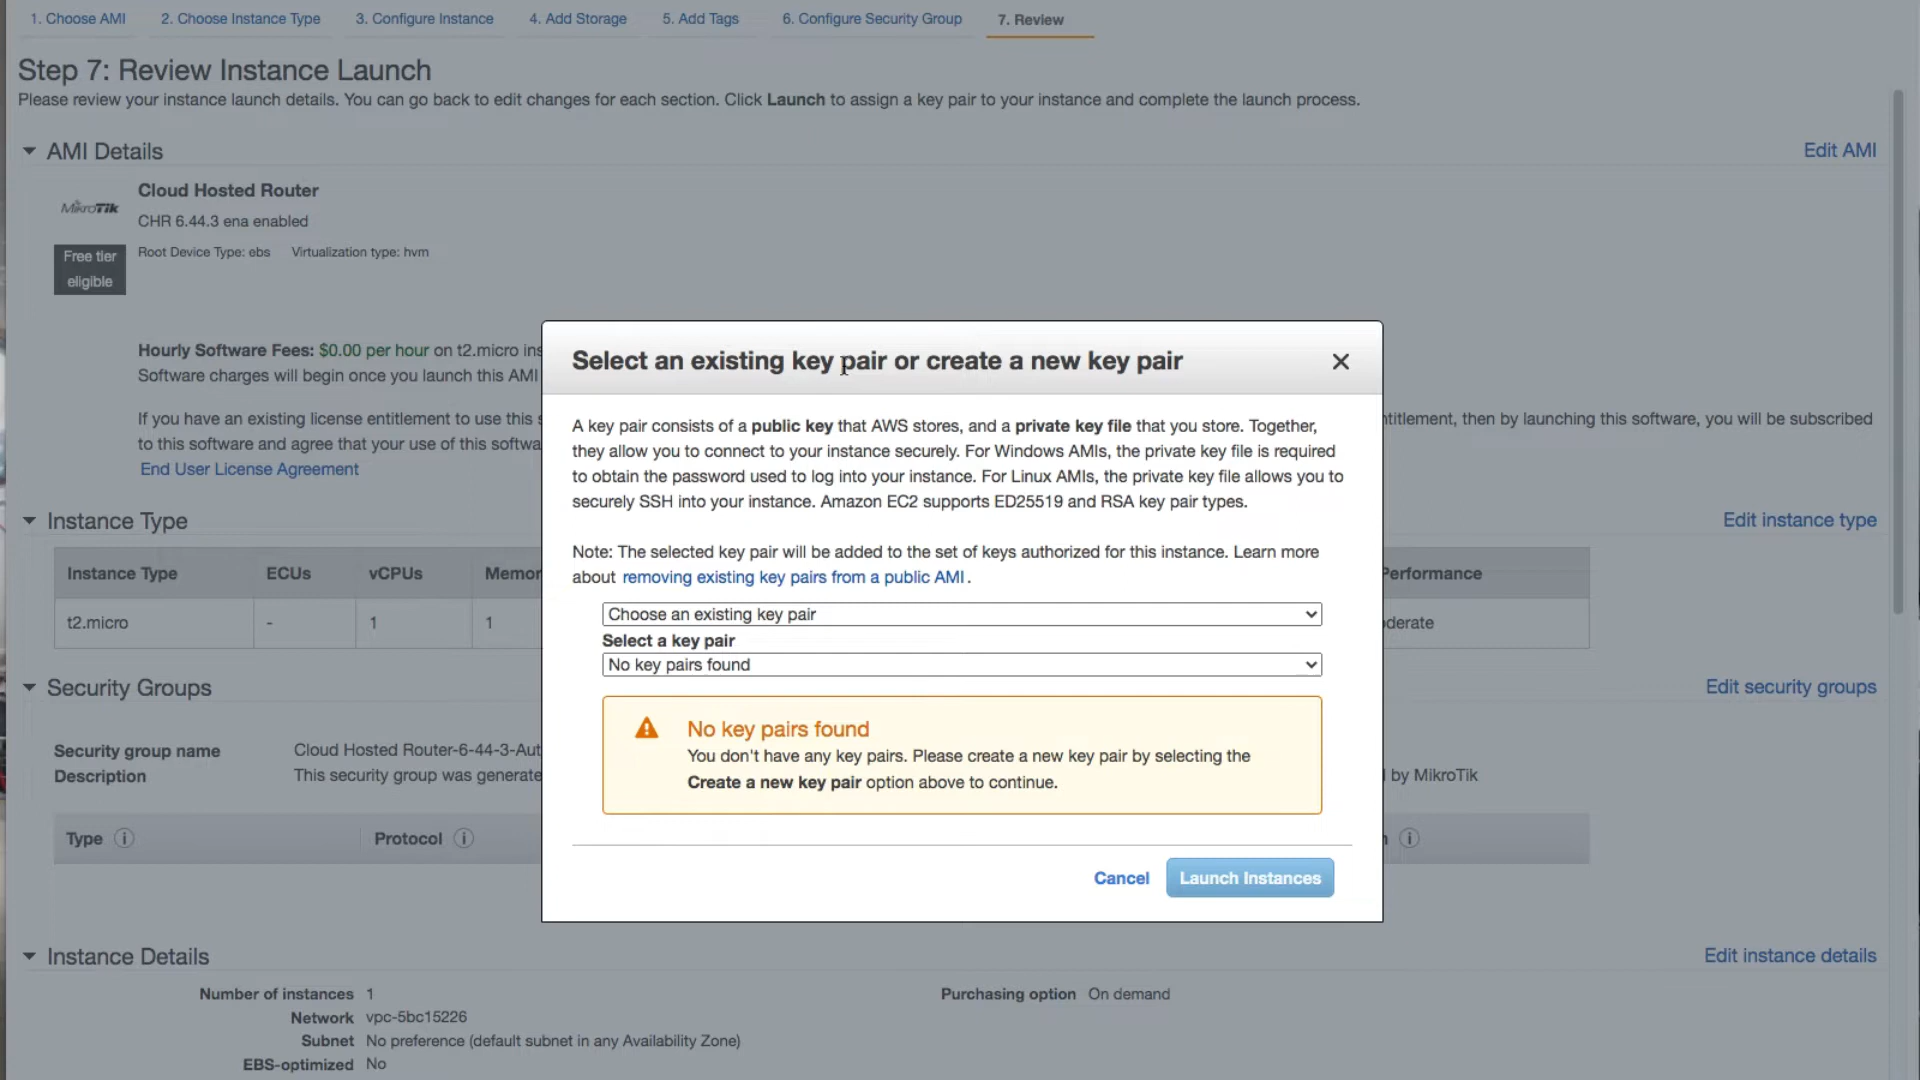 1. Choose AMI
2. Choose Instance Type
3. Configure Instance
4. Add Storage
5. Add Tags
6. Configure Security Group
7. Review
Step 7: Review Instance Launch
Please review your instance launch details. You can go back to edit changes for each section. Click Launch to assign a key pair to your instance and complete the launch process.
AMI Details
Edit AMI
MikroTik
Cloud Hosted Router
CHR 6.44.3 ena enabled
Free tier
eligible
Root Device Type: ebs Virtualization type: hvm
Hourly Software Fees: $0.00 per hour on t2.micro ins
Software charges will begin once you launch this AMI
If you have an existing license entitlement to use this s
titlement, then by launching this software, you will be subscribed
to this software and agree that your use of this softwa
End User License Agreement
Instance Type
Edit instance type
Instance Type ECUs vCPUs Memor Performance
t2.micro - 1 1 derate
Security Groups
Edit security groups
Security group name Cloud Hosted Router-6-44-3-Aut
Description This security group was generate
by MikroTik
Type Protocol
Instance Details
Edit instance details
Number of instances 1
Purchasing option On demand
Network vpc-5bc15226
Subnet No preference (default subnet in any Availability Zone)
EBS-optimized No
Select an existing key pair or create a new key pair
A key pair consists of a public key that AWS stores, and a private key file that you store. Together,
they allow you to connect to your instance securely. For Windows AMIs, the private key file is required
to obtain the password used to log into your instance. For Linux AMIs, the private key file allows you to
securely SSH into your instance. Amazon EC2 supports ED25519 and RSA key pair types.
Note: The selected key pair will be added to the set of keys authorized for this instance. Learn more
about removing existing key pairs from a public AMI.
Choose an existing key pair
Select a key pair
No key pairs found
No key pairs found
You don't have any key pairs. Please create a new key pair by selecting the
Create a new key pair option above to continue.
Cancel
Launch Instances